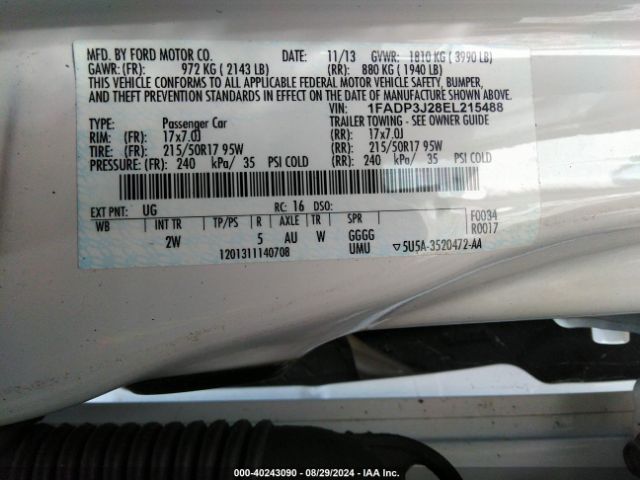 MFD. BY FORD MOTOR CO. DATE: 11/13 GVWR: 1810 KG ( 3990 LB)
GAWR: (FR): 972 KG ( 2143 LB) (RR): 880 KG ( 1940 LB)
THIS VEHICLE CONFORMS TO ALL APPLICABLE FEDERAL MOTOR VEHICLE SAFETY, BUMPER, AND
THEFT PREVENTION STANDARDS IN EFFECT ON THE DATE OF MANUFACTURE SHOWN ABOVE.
VIN: 1FADP3J28EL215488
TYPE: Passenger Car TRAILER TOWING - SEE OWNER GUIDE
RIM: (FR): 17x7.0J (RR): 17x7.0J
TIRE: (FR): 215/50R17 95W (RR): 215/50R17 95W
PRESSURE: (FR): 240 kPa/ 35 PSI COLD (RR): 240 kPa/ 35 PSI COLD
EXT PNT: UG RC: 16 DSO: F0034
WB INT TR TP/PS R AXLE TR SPR R0017
2W 5 AU W GGGG
1201311140708 UMU ▽5U5A-3520472-AA
000-40243090 - 08/29/2024 - IAA Inc.